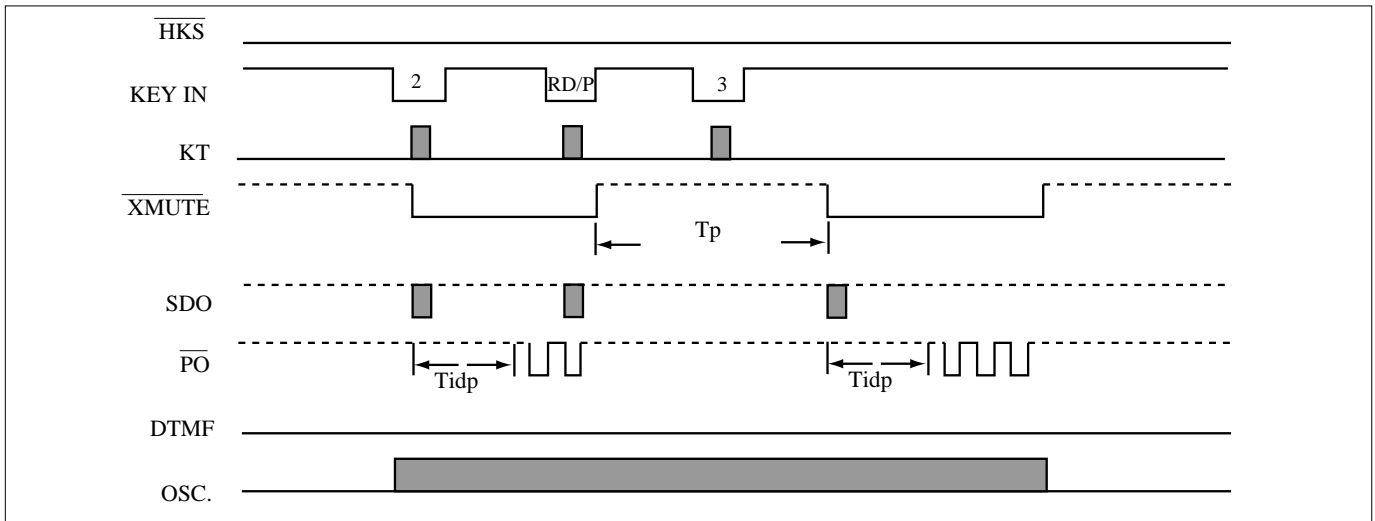 HKS
2 RD/P 3
KEY IN
KT
XMUTE
Tp
SDO
PO
Tidp Tidp
DTMF
OSC.